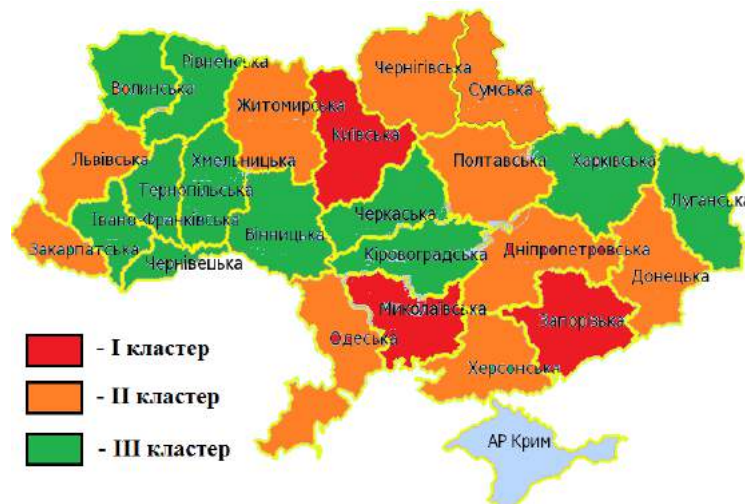 Рівненська
Волинська
Чернігівська
Сумська
Житомирська
Київська
Львівська
Хмельницька
Полтавська
Харківська
Тернопільська
Луганська
Черкаська
Івано-Франківська
Вінницька
Закарпатська
Кіровоградська
Дніпропетровська
Чернівецька
Донецька
Миколаївська
Запорізька
Одеська
Херсонська
АР Крим
- І кластер
- ІІ кластер
- ІІІ кластер